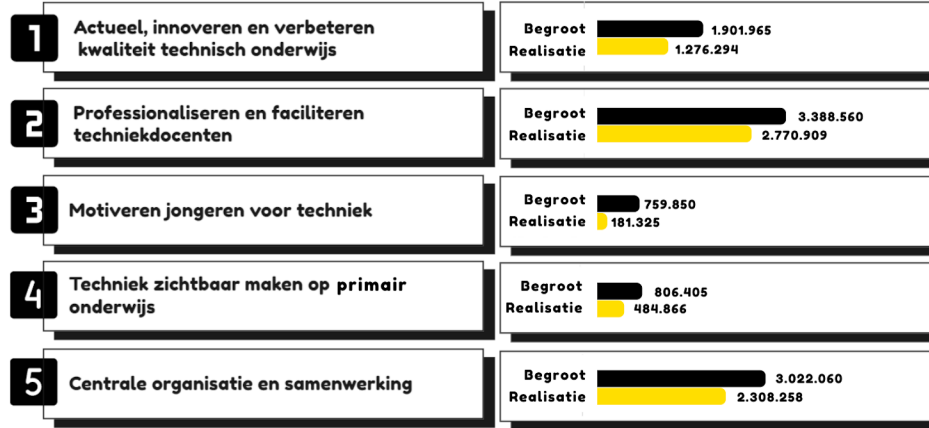 1
Actueel, innoveren en verbeteren
kwaliteit technisch onderwijs
Begroot 1.901.965
Realisatie 1.276.294
2
Professionaliseren en faciliteren
techniekdocenten
Begroot 3.388.560
Realisatie 2.770.909
3
Motiveren jongeren voor techniek
Begroot 759.850
Realisatie 181.325
4
Techniek zichtbaar maken op primair
onderwijs
Begroot 806.405
Realisatie 484.866
5
Centrale organisatie en samenwerking
Begroot 3.022.060
Realisatie 2.308.258